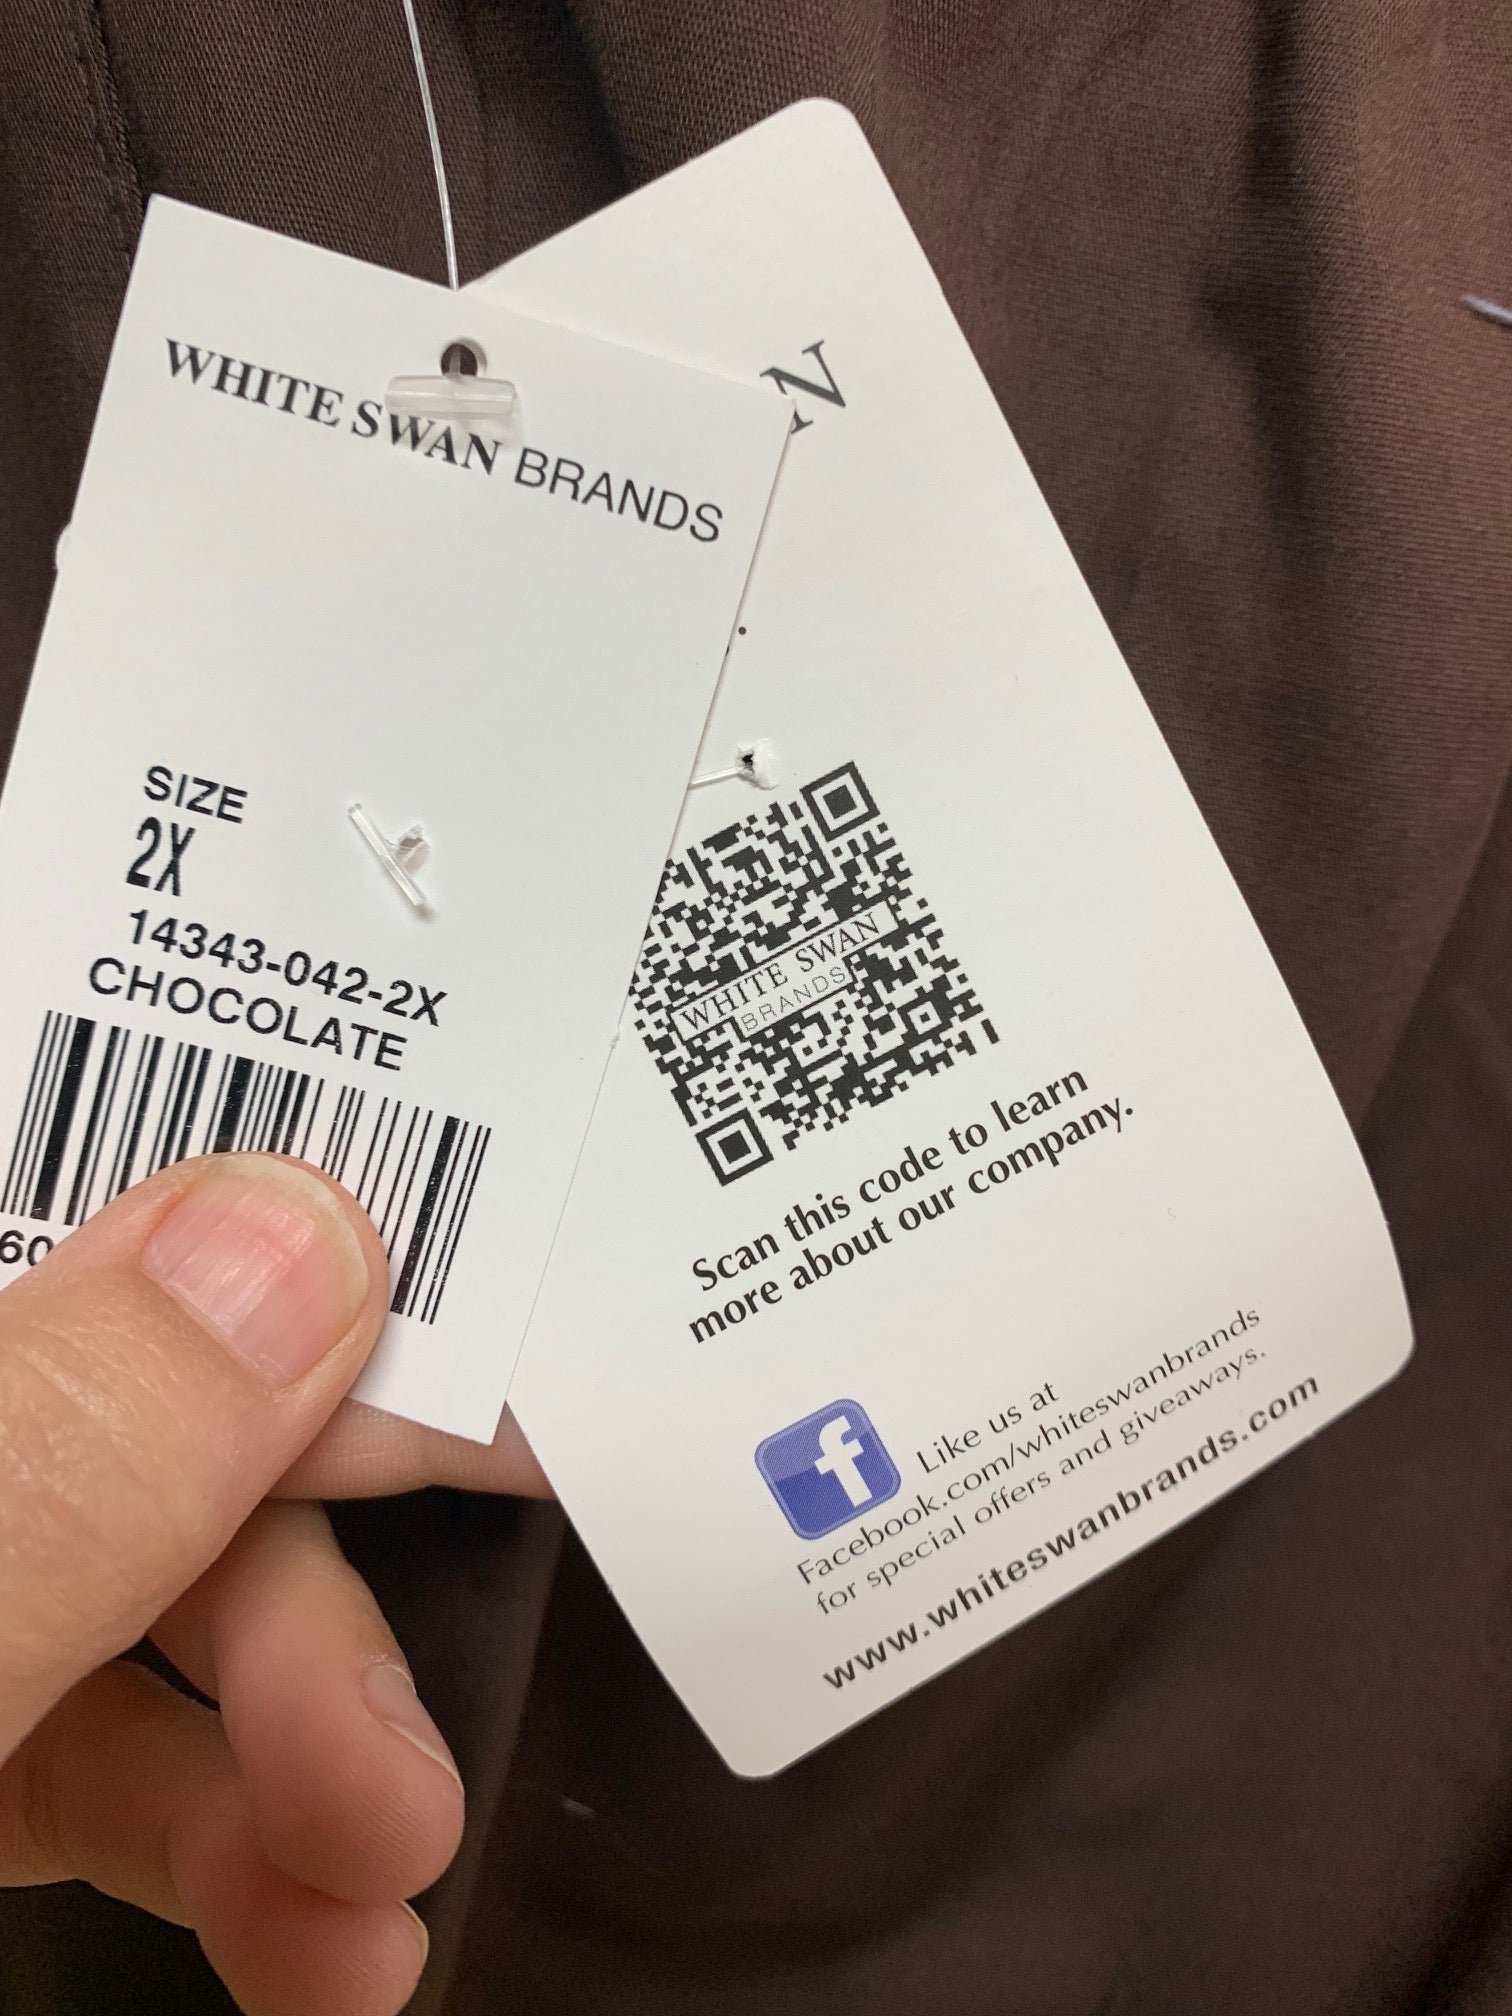 WHITE SWAN BRANDS
SIZE
2X
14343-042-2X
CHOCOLATE
60
N
WHITE SWAN
BRANDS
Scan this code to learn
more about our company.
f
Like us at
Facebook.com/whiteswanbrands
for special offers and giveaways.
www.whiteswanbrands.com